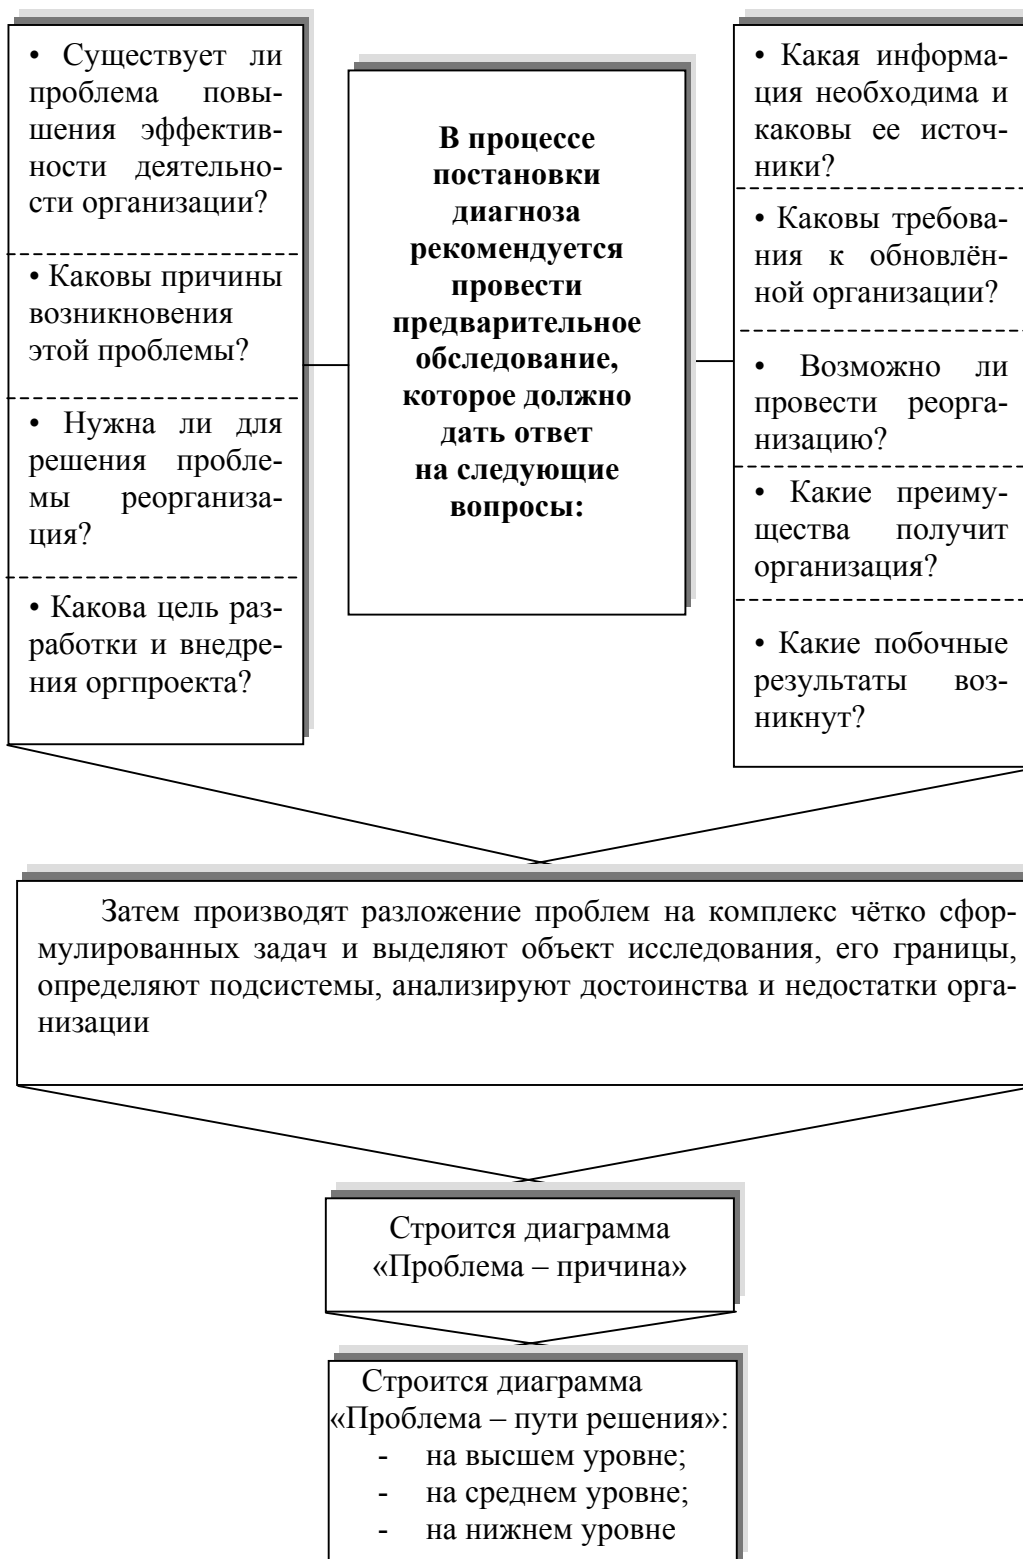 • Существует ли
проблема повы-
шения эффектив-
ности деятельно-
сти организации?
• Каковы причины
возникновения
этой проблемы?
• Нужна ли для
решения пробле-
мы реорганиза-
ция?
• Какова цель раз-
работки и внедре-
ния оргпроекта?
В процессе
постановки
диагноза
рекомендуется
провести
предварительное
обследование,
которое должно
дать ответ
на следующие
вопросы:
• Какая информа-
ция необходима и
каковы ее источ-
ники?
• Каковы требова-
ния к обновлён-
ной организации?
• Возможно ли
провести реорга-
низацию?
• Какие преиму-
щества получит
организация?
• Какие побочные
результаты воз-
никнут?
Затем производят разложение проблем на комплекс чётко сфор-
мулированных задач и выделяют объект исследования, его границы,
определяют подсистемы, анализируют достоинства и недостатки орга-
низации
Строится диаграмма
«Проблема – причина»
Строится диаграмма
«Проблема – пути решения»:
- на высшем уровне;
- на среднем уровне;
- на нижнем уровне